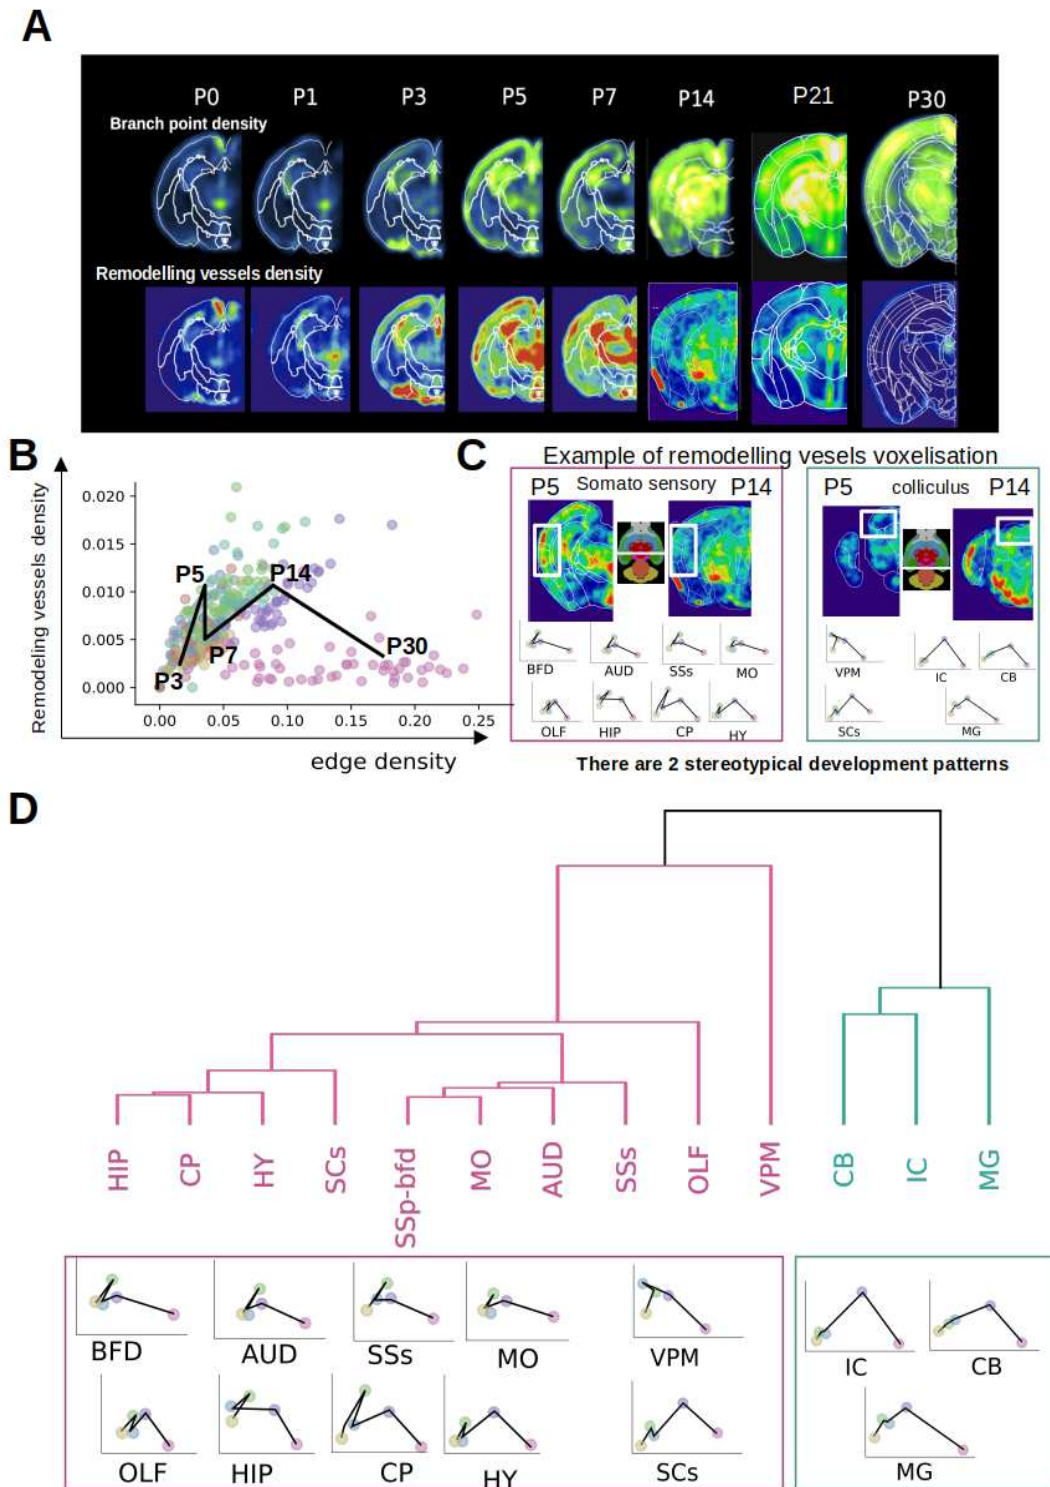 A
P0 P1 P3 P5 P7 P14 P21 P30
Branch point density
Remodelling vessels density
B
Remodeling vessels density
0.020
0.015
0.010
0.005
0.000
P5
P14
P7
P30
P3
0.00 0.05 0.10 0.15 0.20 0.25
edge density
C
Example of remodelling vesels voxelisation
P5 Somato sensory P14
BFD AUD SSs MO
OLF HIP CP HY
P5 colliculus P14
VPM IC CB
SCs MG
There are 2 stereotypical development patterns
D
HIP CP HY SCs SSp-bfd MO AUD SSs OLF VPM CB IC MG
BFD AUD SSs MO VPM
OLF HIP CP HY SCs
IC CB
MG